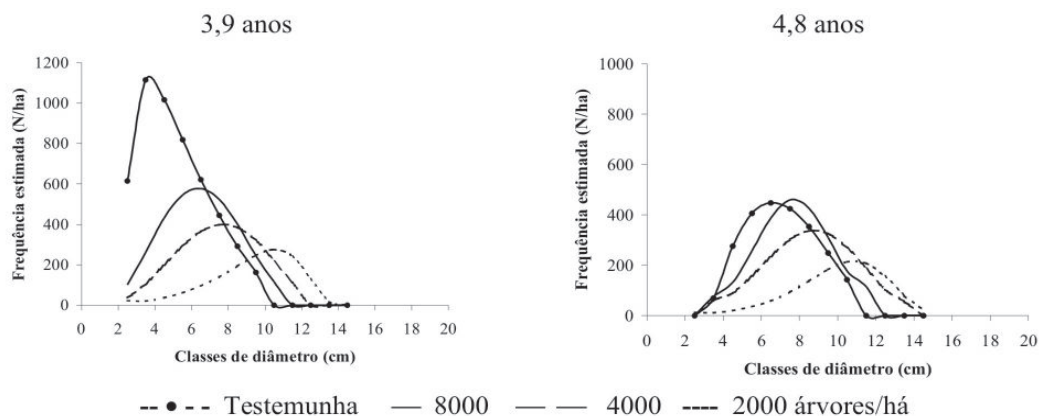 3,9 anos
1200
1000
800
600
400
200
0
Frequência estimada (N/ha)
0 2 4 6 8 10 12 14 16 18 20
Classes de diâmetro (cm)
4,8 anos
1000
800
600
400
200
0
Frequência estimada (N/ha)
0 2 4 6 8 10 12 14 16 18 20
Classes de diâmetro (cm)
Testemunha 8000 4000 2000 árvores/há